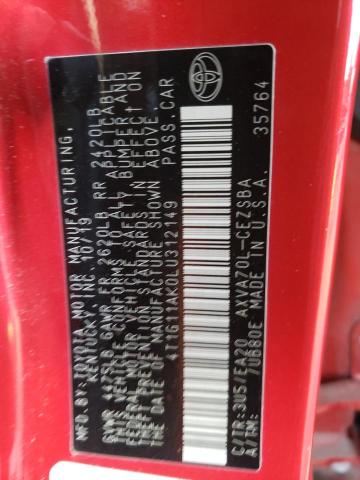 MFD.BY: TOYOTA MOTOR MANUFACTURING,
KENTUCKY, INC. 10/19
GVWR 4475LB GAWR FR 2620LB RR 2420LB
THIS VEHICLE CONFORMS TO ALL APPLICABLE
FEDERAL MOTOR VEHICLE SAFETY, BUMPER AND
THEFT PREVENTION STANDARDS IN EFFECT ON
THE DATE OF MANUFACTURE SHOWN ABOVE.
4T1G11AK0LU312149 PASS.CAR
C/TR:3U5/EA20 AXVA70L-CEZSBA
A/TM: /UB80E U.S.A. 35764